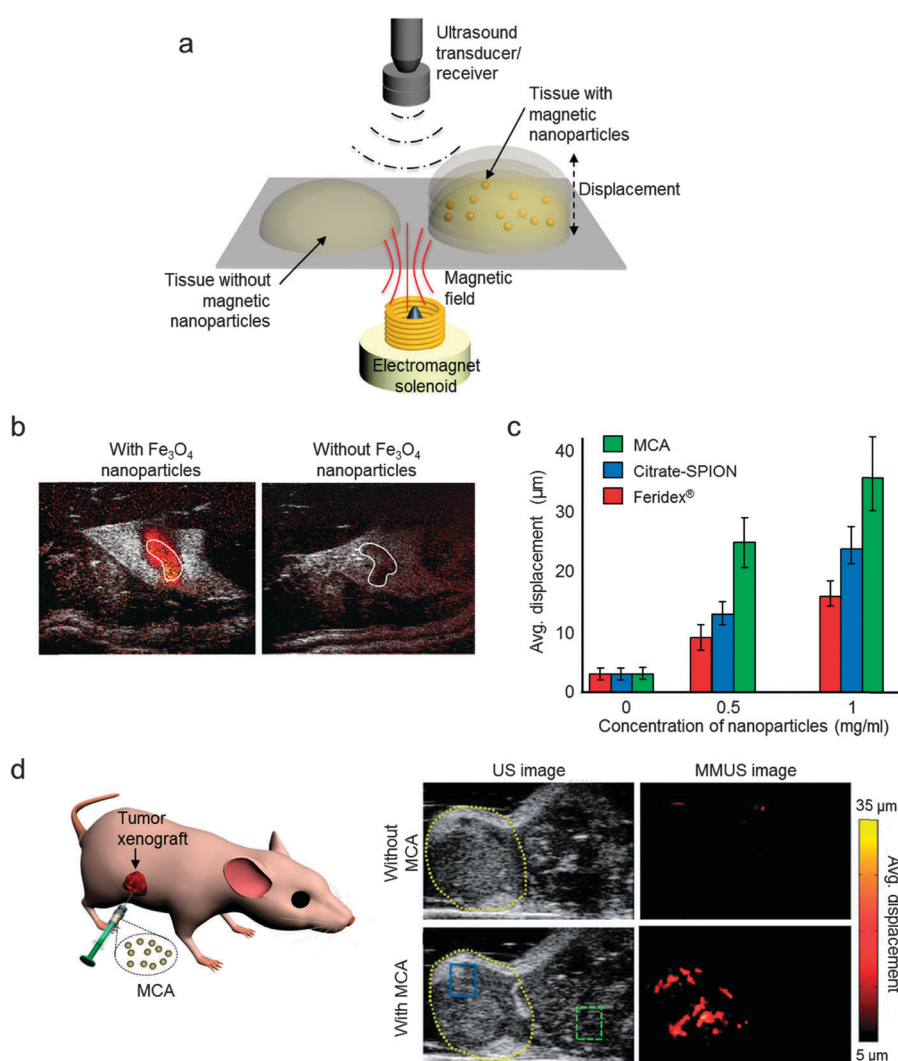 a
Ultrasound
transducer/
receiver
Tissue with
magnetic
nanoparticles
Displacement
Tissue without
magnetic
nanoparticles
Magnetic
field
Electromagnet
solenoid
b
With Fe₃O₄
nanoparticles
Without Fe₃O₄
nanoparticles
c
Avg. displacement (µm)
40
30
20
10
0
MCA
Citrate-SPION
Feridex®
0
0.5
1
Concentration of nanoparticles (mg/ml)
d
Tumor
xenograft
MCA
US image
MMUS image
Without
MCA
With MCA
35 µm
Avg. displacement
5 µm